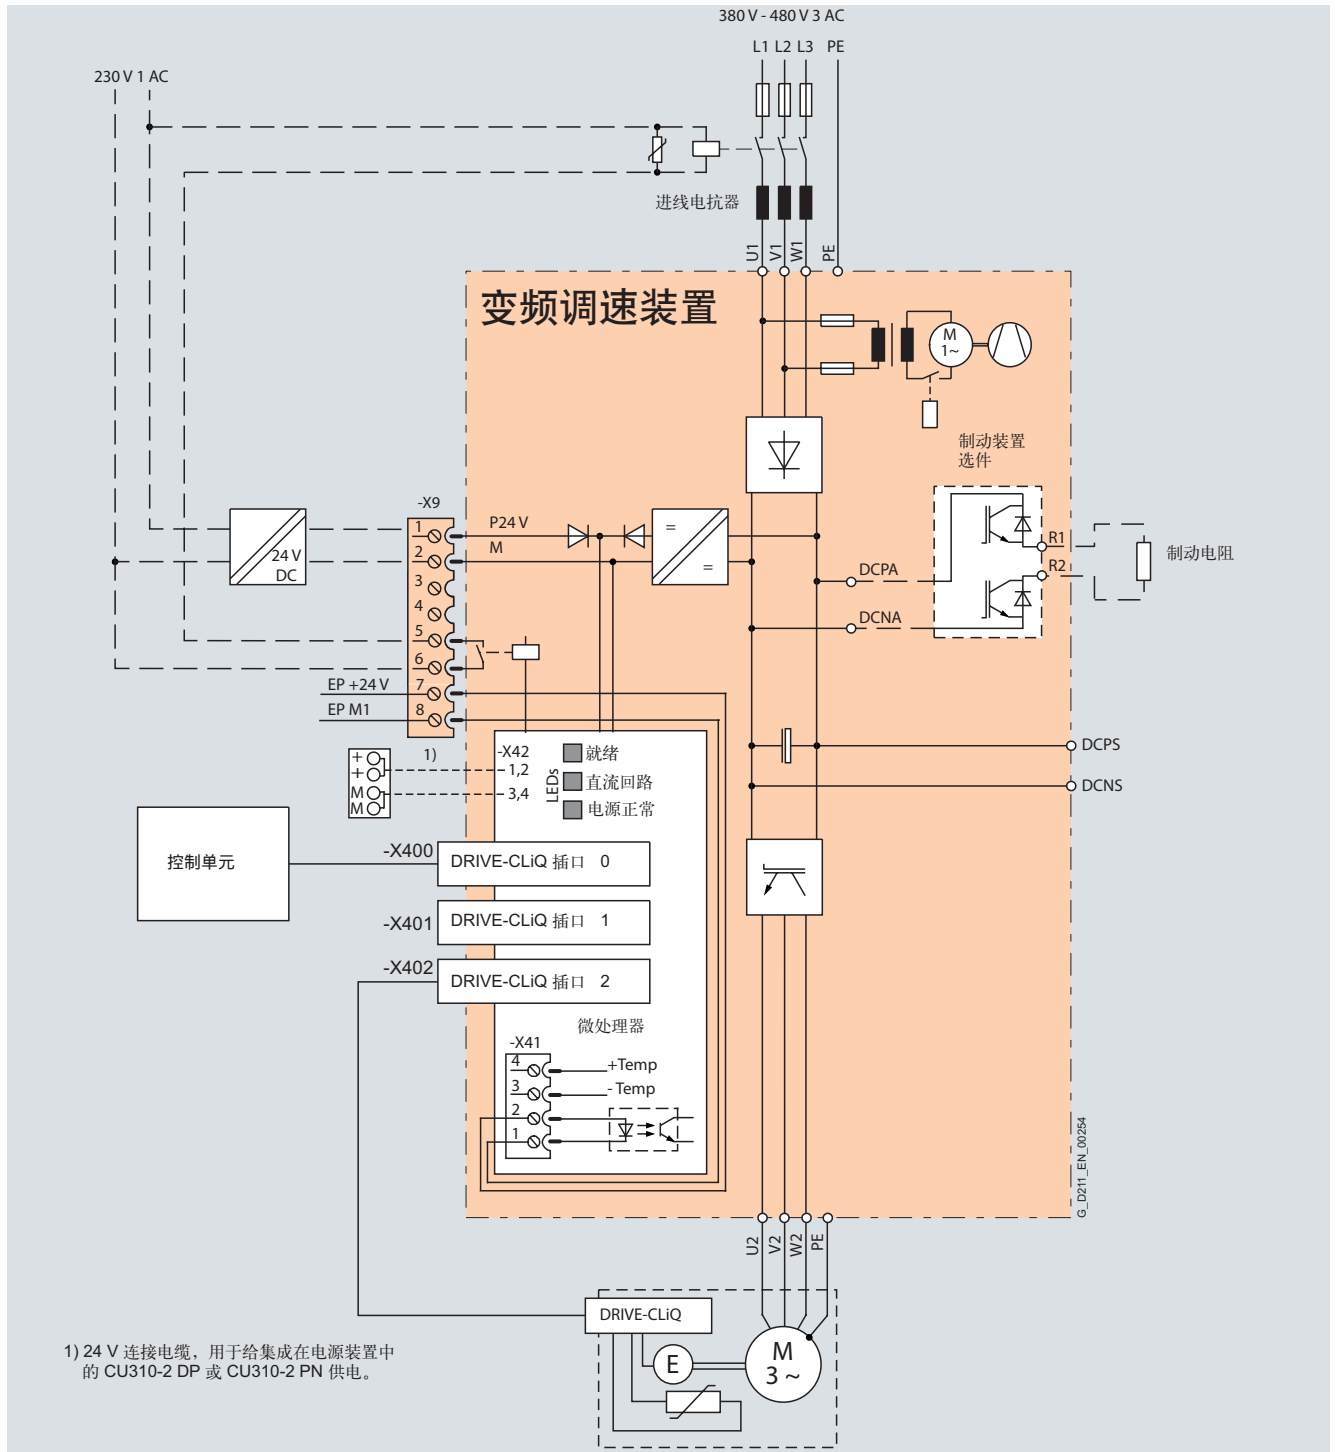 380 V - 480 V 3 AC
L1 L2 L3 PE
230 V 1 AC
进线电抗器
U1 V1 W1 PE
变频调速装置
M
1~
制动装置
选件
-X9
1
2
3
4
5
6
7
8
P24 V
M
24 V
DC
=
=
DCPA
DCNA
R1
R2
制动电阻
EP +24 V
EP M1
DCPS
DCNS
+
+
M
M
1)
-X42
1,2
3,4
LEDs
就绪
直流回路
电源正常
控制单元
-X400
DRIVE-CLiQ 插口 0
-X401
DRIVE-CLiQ 插口 1
-X402
DRIVE-CLiQ 插口 2
微处理器
-X41
4
3
2
1
+Temp
- Temp
G_D211_EN_00254
U2 V2 W2 PE
DRIVE-CLiQ
E
M
3 ~
1) 24 V 连接电缆，用于给集成在电源装置中
的 CU310-2 DP 或 CU310-2 PN 供电。